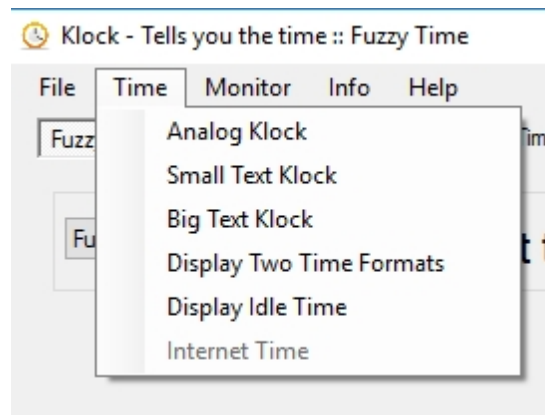 Klock - Tells you the time :: Fuzzy Time
File Time Monitor Info Help
Analog Klock
Small Text Klock
Big Text Klock
Display Two Time Formats
Display Idle Time
Internet Time